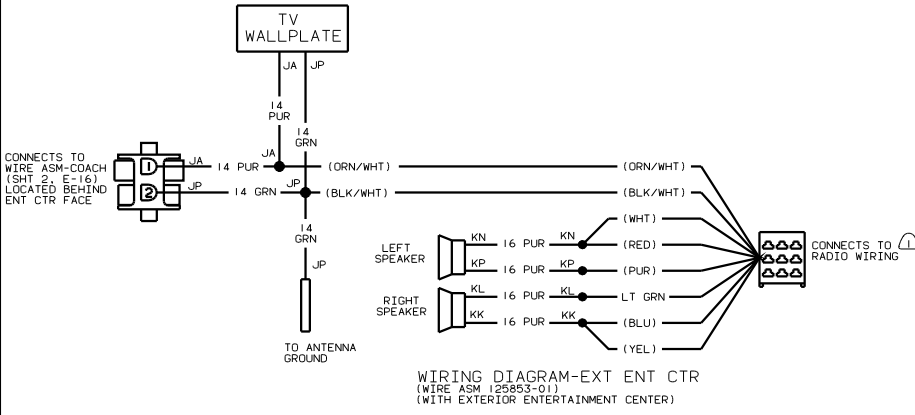 TV
WALLPLATE
JA
JP
14
PUR
14
GRN
CONNECTS TO
WIRE ASM-COACH
(SHT 2, E-16)
LOCATED BEHIND
ENT CTR FACE
1
2
JA
14 PUR
JA
(ORN/WHT)
(ORN/WHT)
JP
14 GRN
JP
(BLK/WHT)
(BLK/WHT)
14
GRN
JP
TO ANTENNA
GROUND
LEFT
SPEAKER
KN
16 PUR
KN
(WHT)
(RED)
KP
16 PUR
KP
(PUR)
RIGHT
SPEAKER
KL
16 PUR
KL
LT GRN
KK
16 PUR
KK
(BLU)
(YEL)
CONNECTS TO
RADIO WIRING
1
WIRING DIAGRAM-EXT ENT CTR
(WIRE ASM 125853-01)
(WITH EXTERIOR ENTERTAINMENT CENTER)